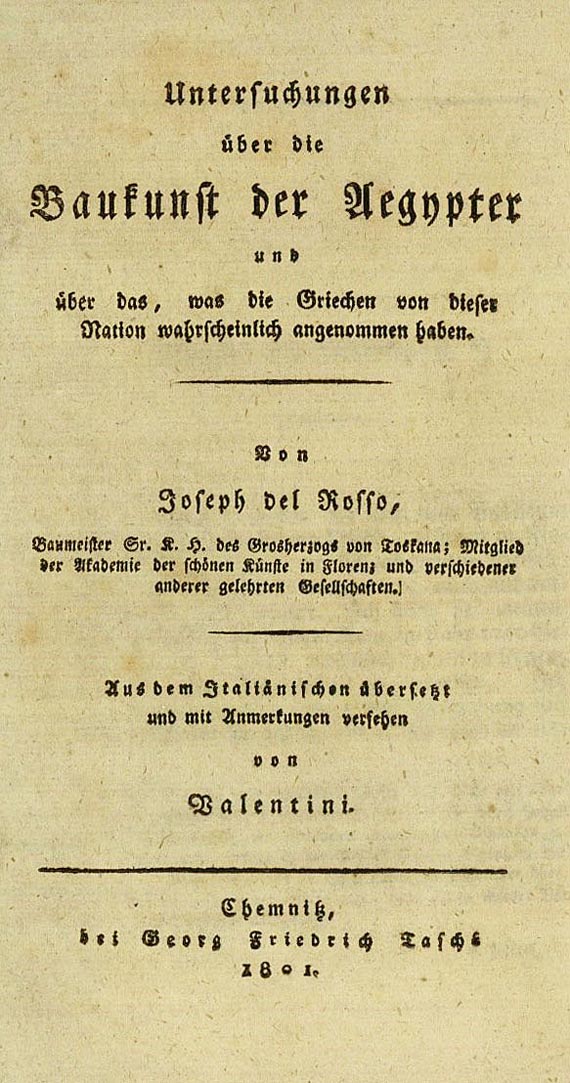 Untersuchungen
über die
Baukunst der Aegypter
und
über das, was die Griechen von dieser
Nation wahrscheinlich angenommen haben.
Von
Joseph del Rosso,
Baumeister Sr. K. H. des Grosherzogs von Toskana; Mitglied
der Akademie der schönen Künste in Florenz und verschiedener
anderer gelehrten Gesellschaften.
Aus dem Italiänischen übersetzt
und mit Anmerkungen versehen
von
Valentini.
Chemnitz,
bei Georg Friedrich Tasché
1801.